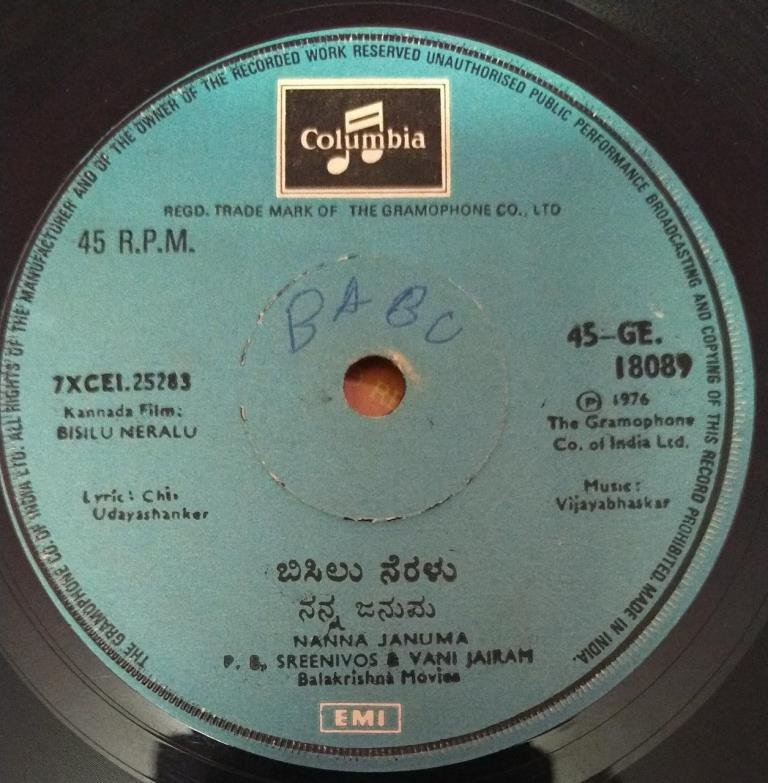 THE GRAMOPHONE CO. OF INDIA LTD. ALL RIGHTS OF THE MANUFACTURER AND OF THE OWNER OF THE RECORDED WORK RESERVED UNAUTHORISED PUBLIC PERFORMANCE BROADCASTING AND COPYING OF THIS RECORD PROHIBITED. MADE IN INDIA.
Columbia
REGD. TRADE MARK OF THE GRAMOPHONE CO., LTD
45 R.P.M.
BABC
45-GE.
18089
7XCEI.25283
Kannada Film:
BISILU NERALU
℗ 1976
The Gramophone
Co. of India Ltd.
Lyric: Chi.
Udayashanker
Music:
Vijayabhaskar
ಬಿಸಿಲು ನೆರಳು
ನನ್ನ ಜನುಮ
NANNA JANUMA
P. B. SREENIVOS & VANI JAIRAM
Balakrishna Movies
EMI